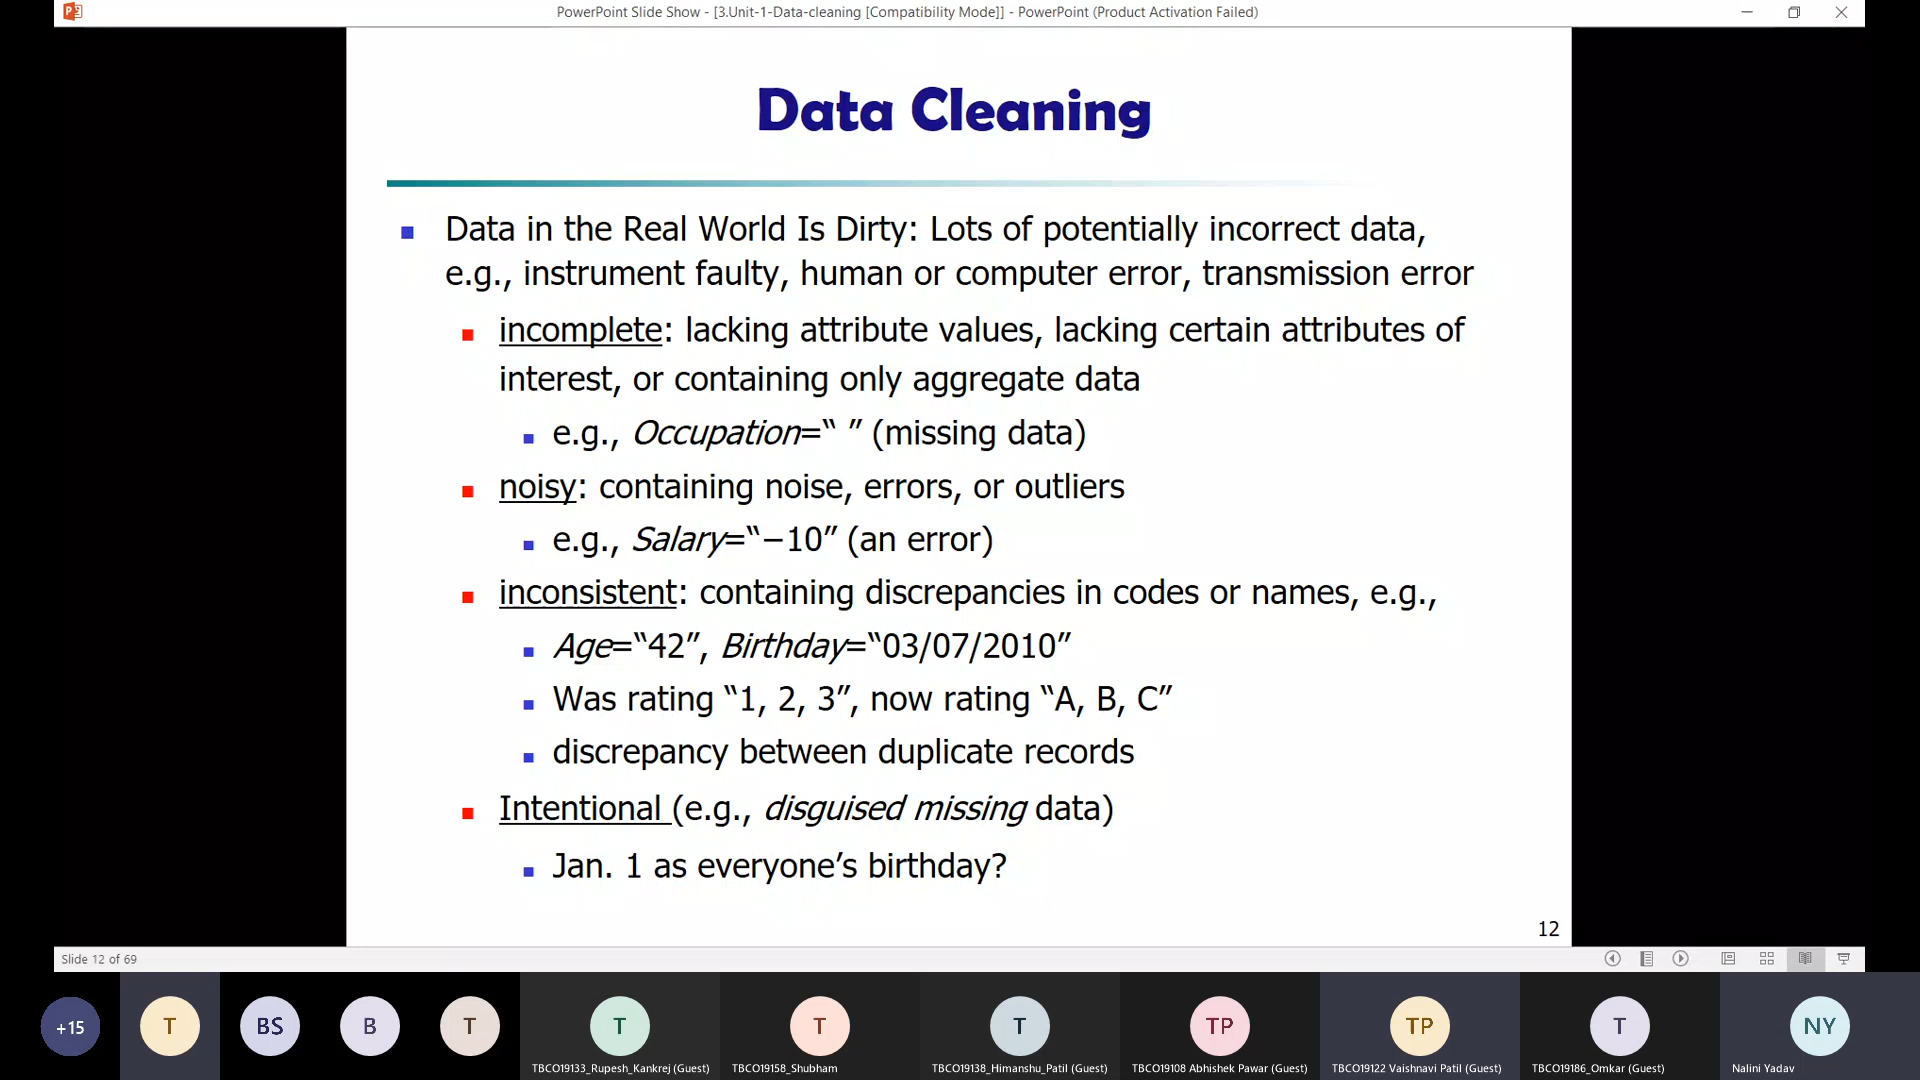 PowerPoint Slide Show - [3.Unit-1-Data-cleaning [Compatibility Mode]] - PowerPoint (Product Activation Failed)
Data Cleaning
Data in the Real World Is Dirty: Lots of potentially incorrect data,
e.g., instrument faulty, human or computer error, transmission error
incomplete: lacking attribute values, lacking certain attributes of
interest, or containing only aggregate data
e.g., Occupation=“ ” (missing data)
noisy: containing noise, errors, or outliers
e.g., Salary=“−10” (an error)
inconsistent: containing discrepancies in codes or names, e.g.,
Age=“42”, Birthday=“03/07/2010”
Was rating “1, 2, 3”, now rating “A, B, C”
discrepancy between duplicate records
Intentional (e.g., disguised missing data)
Jan. 1 as everyone’s birthday?
12
Slide 12 of 69
+15 T BS B T T T T TP TP T NY
TBCO19133_Rupesh_Kankrej (Guest) TBCO19158_Shubham TBCO19138_Himanshu_Patil (Guest) TBCO19108 Abhishek Pawar (Guest) TBCO19122 Vaishnavi Patil (Guest) TBCO19186_Omkar (Guest) Nalini Yadav